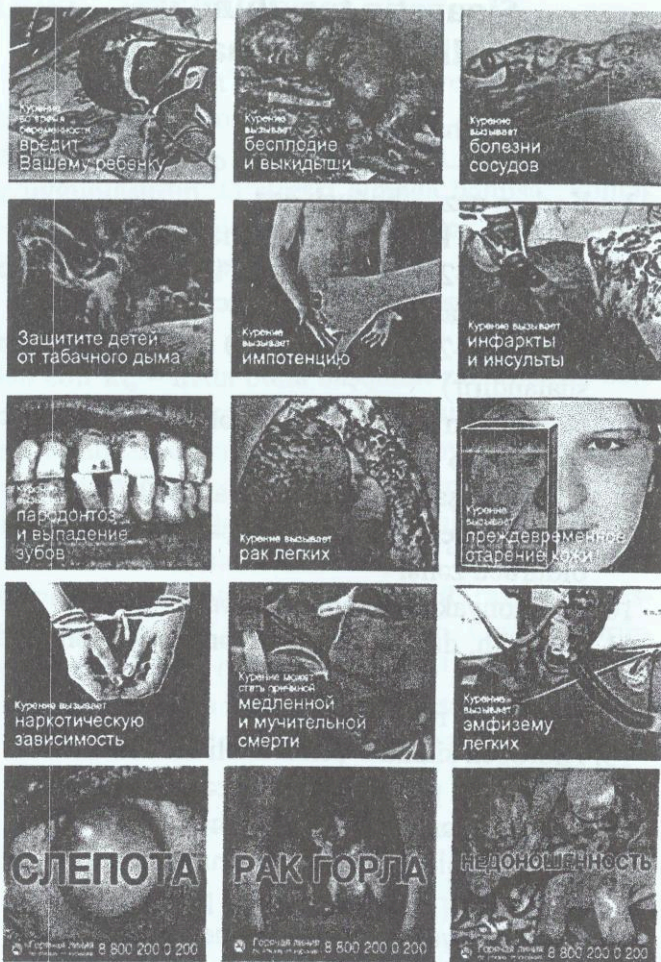 Курение
во время
беременности
вредит
Вашему ребенку
Курение
вызывает
бесплодие
и выкидыши
Курение
вызывает
болезни
сосудов
Защитите детей
от табачного дыма
Курение
вызывает
импотенцию
Курение вызывает
инфаркты
и инсульты
Курение
вызывает
пародонтоз
и выпадение
зубов
Курение вызывает
рак легких
Курение
вызывает
преждевременное
старение кожи
Курение вызывает
наркотическую
зависимость
Курение может
стать причиной
медленной
и мучительной
смерти
Курение
вызывает
эмфизему
легких
СЛЕПОТА
Горячая линия
8 800 200 0 200
РАК ГОРЛА
Горячая линия
8 800 200 0 200
НЕДОНОШЕННОСТЬ
Горячая линия
8 800 200 0 200